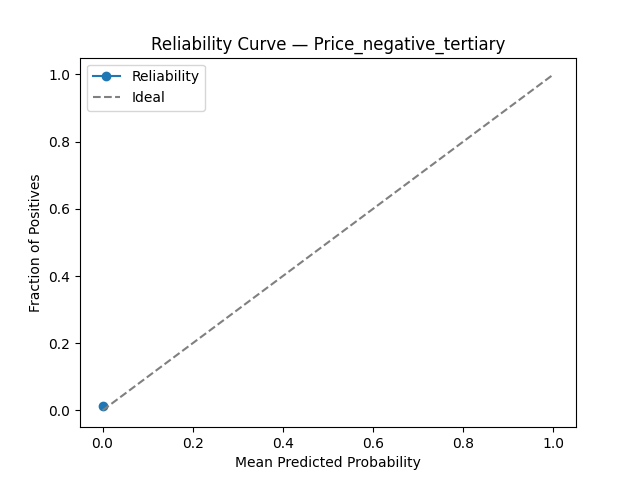 Reliability Curve — Price_negative_tertiary
Reliability
Ideal
1.0
0.8
0.6
0.4
0.2
0.0
Fraction of Positives
0.0 0.2 0.4 0.6 0.8 1.0
Mean Predicted Probability